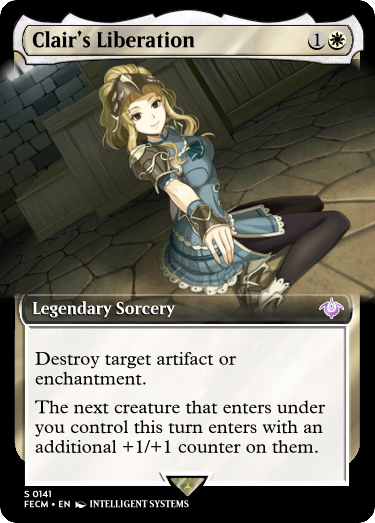 Clair's Liberation 1
Legendary Sorcery
Destroy target artifact or
enchantment.
The next creature that enters under
you control this turn enters with an
additional +1/+1 counter on them.
S 0141
FECM • EN INTELLIGENT SYSTEMS